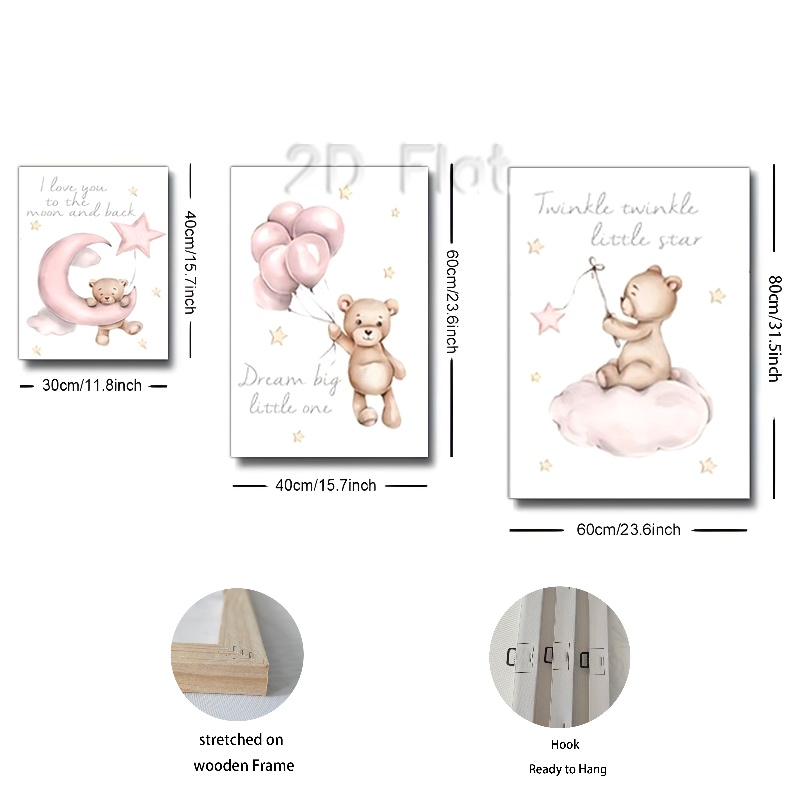 2D Flat
I love you
to the
moon and back
40cm/15.7inch
30cm/11.8inch
Dream big
little one
60cm/23.6inch
40cm/15.7inch
Twinkle twinkle
little star
80cm/31.5inch
60cm/23.6inch
stretched on
wooden Frame
Hook
Ready to Hang